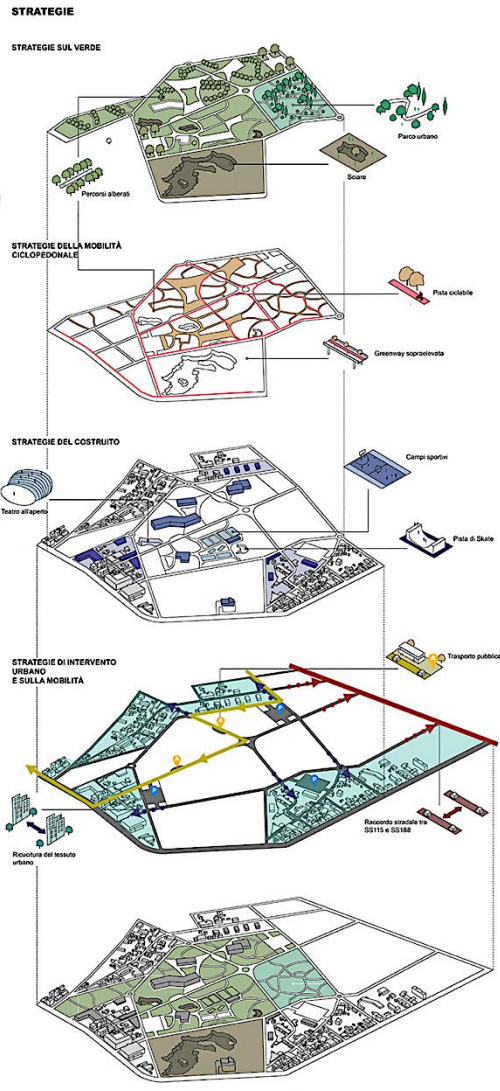 STRATEGIE
STRATEGIE SUL VERDE
Parco urbano
Sciara
Percorsi alberati
STRATEGIE DELLA MOBILITÀ
CICLOPEDONALE
Pista ciclabile
Greenway sopraelevata
STRATEGIE DEL COSTRUITO
Campi sportivi
Teatro all'aperto
Pista di Skate
STRATEGIE DI INTERVENTO
URBANO
E SULLA MOBILITÀ
Trasporto pubblico
P
P
P
P
P
Raccordo stradale tra
SS115 e SS188
Ricucitura del tessuto
urbano